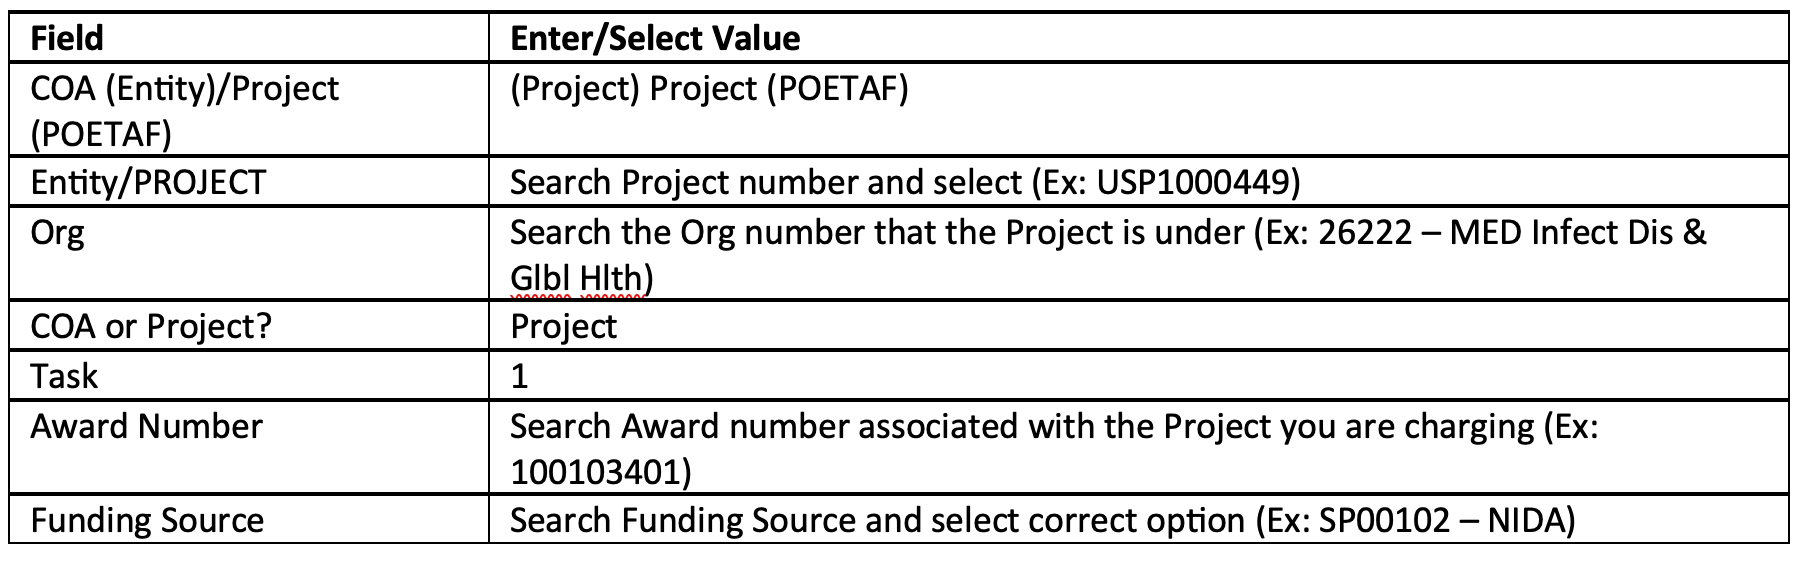 Field Enter/Select Value
COA (Entity)/Project (Project) Project (POETAF)
(POETAF)
Entity/PROJECT Search Project number and select (Ex: USP1000449)
Org Search the Org number that the Project is under (Ex: 26222 – MED Infect Dis &
Glbl Hlth)
COA or Project? Project
Task 1
Award Number Search Award number associated with the Project you are charging (Ex:
100103401)
Funding Source Search Funding Source and select correct option (Ex: SP00102 – NIDA)